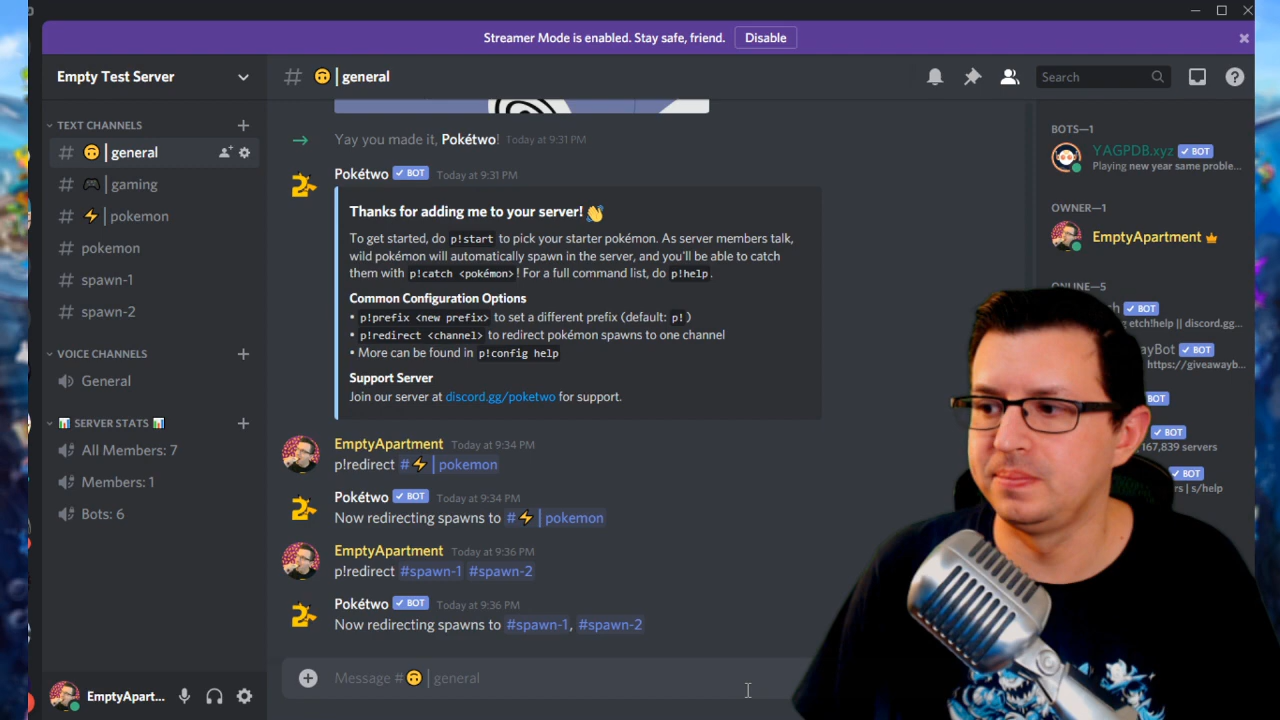 Streamer Mode is enabled. Stay safe, friend. Disable
Empty Test Server
TEXT CHANNELS
general
gaming
pokemon
pokemon
spawn-1
spawn-2
VOICE CHANNELS
General
SERVER STATS
All Members: 7
Members: 1
Bots: 6
EmptyApart...
# | general
Search
Yay you made it, Pokétwo! Today at 9:31 PM
Pokétwo BOT Today at 9:31 PM
Thanks for adding me to your server!
To get started, do p!start to pick your starter pokémon. As server members talk,
wild pokémon will automatically spawn in the server, and you'll be able to catch
them with p!catch <pokémon>! For a full command list, do p!help.
Common Configuration Options
▪ p!prefix <new prefix> to set a different prefix (default: p!)
▪ p!redirect <channel> to redirect pokémon spawns to one channel
▪ More can be found in p!config help
Support Server
Join our server at discord.gg/poketwo for support.
EmptyApartment Today at 9:34 PM
p!redirect #⚡ | pokemon
Pokétwo BOT Today at 9:34 PM
Now redirecting spawns to #⚡ | pokemon
EmptyApartment Today at 9:36 PM
p!redirect #spawn-1 #spawn-2
Pokétwo BOT Today at 9:36 PM
Now redirecting spawns to #spawn-1, #spawn-2
Message #🙃 | general
BOTS—1
YAGPDB.xyz BOT
Playing new year same proble...
OWNER—1
EmptyApartment
ONLINE—5
BOT
etch!help || discord.gg...
BOT
https://giveawayb...
BOT
BOT
167,839 servers
BOT
| s/help